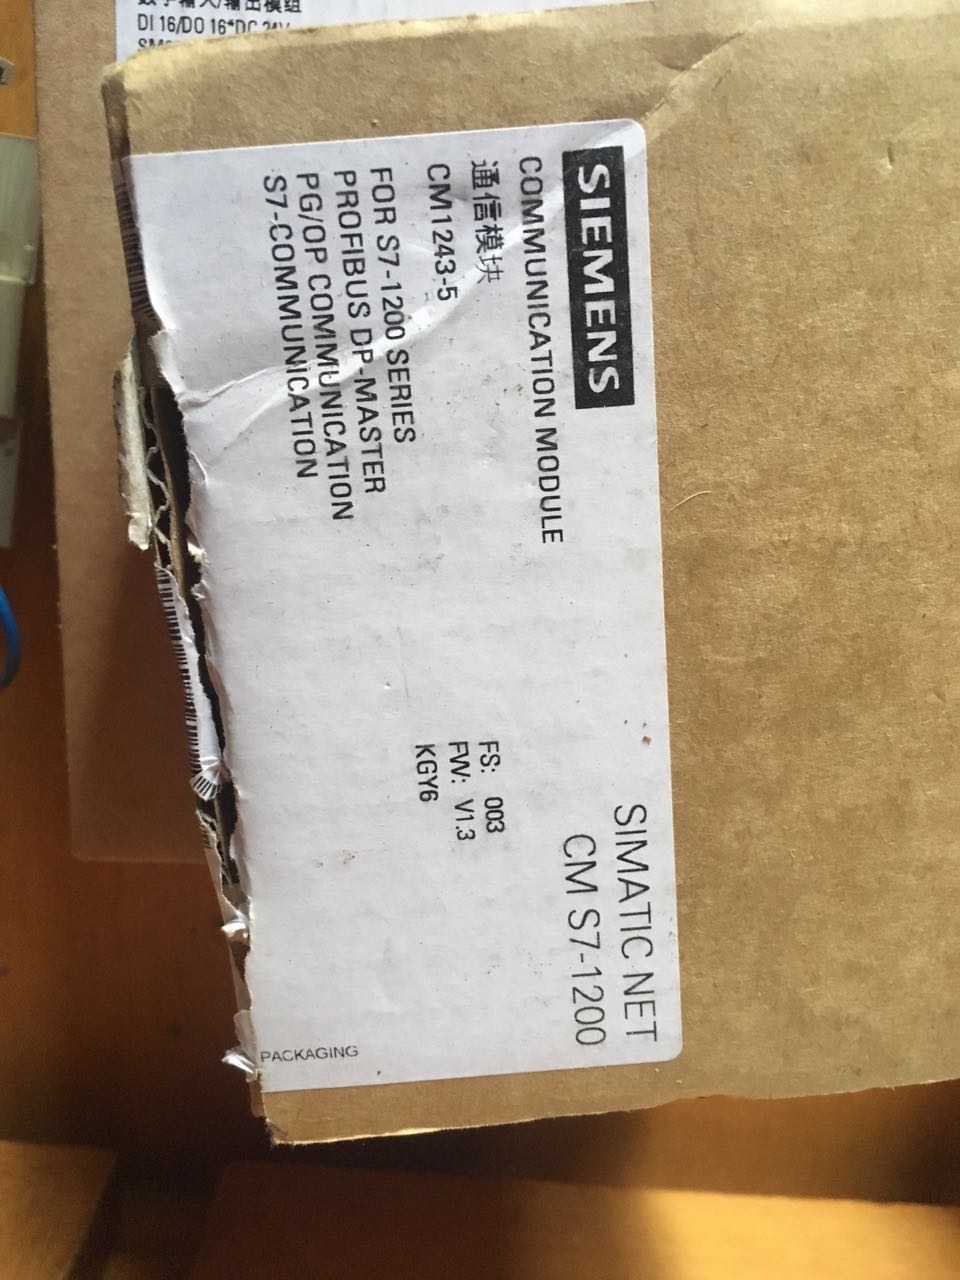 DI 16/DO 16*DC 24V
SIEMENS
COMMUNICATION MODULE
通信模块
CM1243-5
FOR S7-1200 SERIES
PROFIBUS DP-MASTER
PG/OP COMMUNICATION
S7-COMMUNICATION
SIMATIC NET
CM S7-1200
FS: 003
FW: V1.3
KGY6
PACKAGING